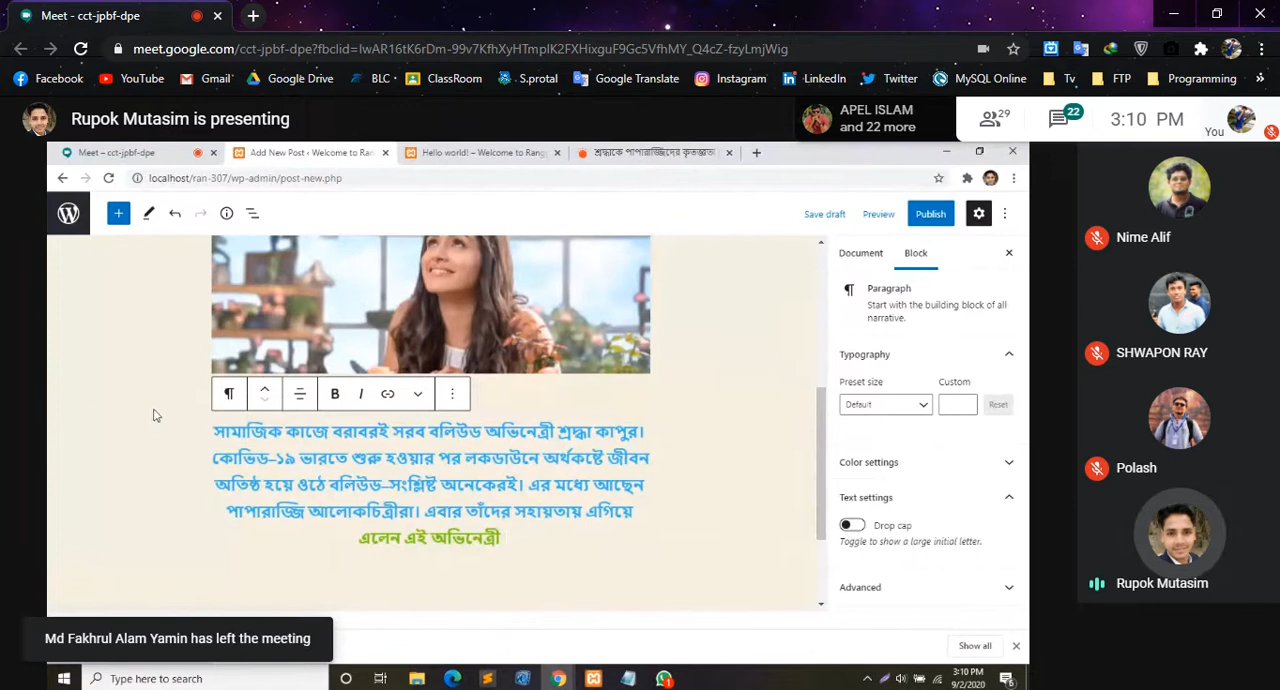 Meet - cct-jpbf-dpe
meet.google.com/cct-jpbf-dpe?fbclid=IwAR16tK6rDm-99v7KfhXyHTmplK2FXHixguF9Gc5VfhMY_Q4cZ-fzyLmjWig
Facebook YouTube Gmail Google Drive BLC ClassRoom S.protal Google Translate Instagram LinkedIn Twitter MySQL Online Tv FTP Programming
Rupok Mutasim is presenting
APEL ISLAM
and 22 more
29
22
3:10 PM
You
Meet – cct-jpbf-dpe
Add New Post ‹ Welcome to Ran
Hello world! – Welcome to Rang
শ্রদ্ধাকে পাপারাজ্জিদের কৃতজ্ঞতা
localhost/ran-307/wp-admin/post-new.php
Save draft Preview Publish
Document Block
Paragraph
Start with the building block of all
narrative.
Typography
Preset size Custom
Default Reset
Color settings
Text settings
Drop cap
Toggle to show a large initial letter.
Advanced
B I
সামাজিক কাজে বরাবরই সরব বলিউড অভিনেত্রী শ্রদ্ধা কাপুর।
কোভিড–১৯ ভারতে শুরু হওয়ার পর লকডাউনে অর্থকষ্টে জীবন
অতিষ্ঠ হয়ে ওঠে বলিউড–সংশ্লিষ্ট অনেকেরই। এর মধ্যে আছেন
পাপারাজ্জি আলোকচিত্রীরা। এবার তাঁদের সহায়তায় এগিয়ে
এলেন এই অভিনেত্রী
Nime Alif
SHWAPON RAY
Polash
Rupok Mutasim
Md Fakhrul Alam Yamin has left the meeting
Show all
Type here to search
3:10 PM
9/2/2020